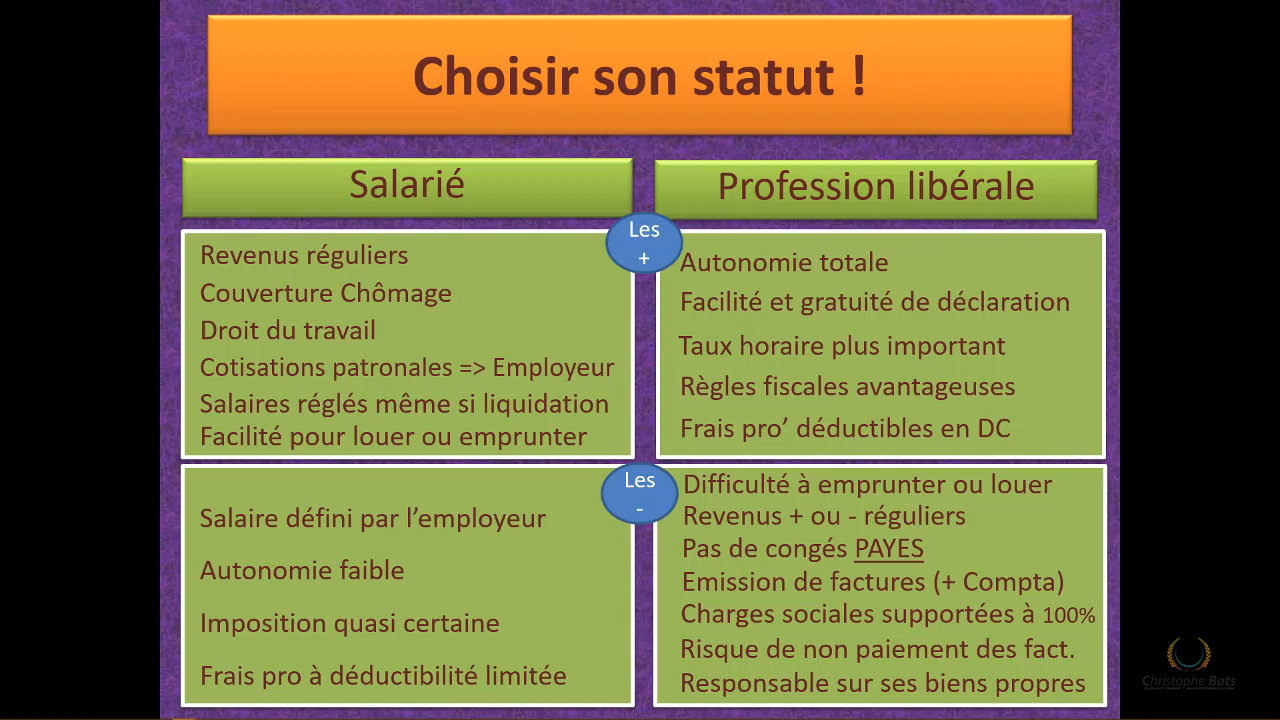 Choisir son statut !
Salarié
Profession libérale
Les
+
Revenus réguliers
Couverture Chômage
Droit du travail
Cotisations patronales => Employeur
Salaires réglés même si liquidation
Facilité pour louer ou emprunter
Autonomie totale
Facilité et gratuité de déclaration
Taux horaire plus important
Règles fiscales avantageuses
Frais pro’ déductibles en DC
Les
-
Salaire défini par l’employeur
Autonomie faible
Imposition quasi certaine
Frais pro à déductibilité limitée
Difficulté à emprunter ou louer
Revenus + ou - réguliers
Pas de congés PAYES
Emission de factures (+ Compta)
Charges sociales supportées à 100%
Risque de non paiement des fact.
Responsable sur ses biens propres
Christophe Bats